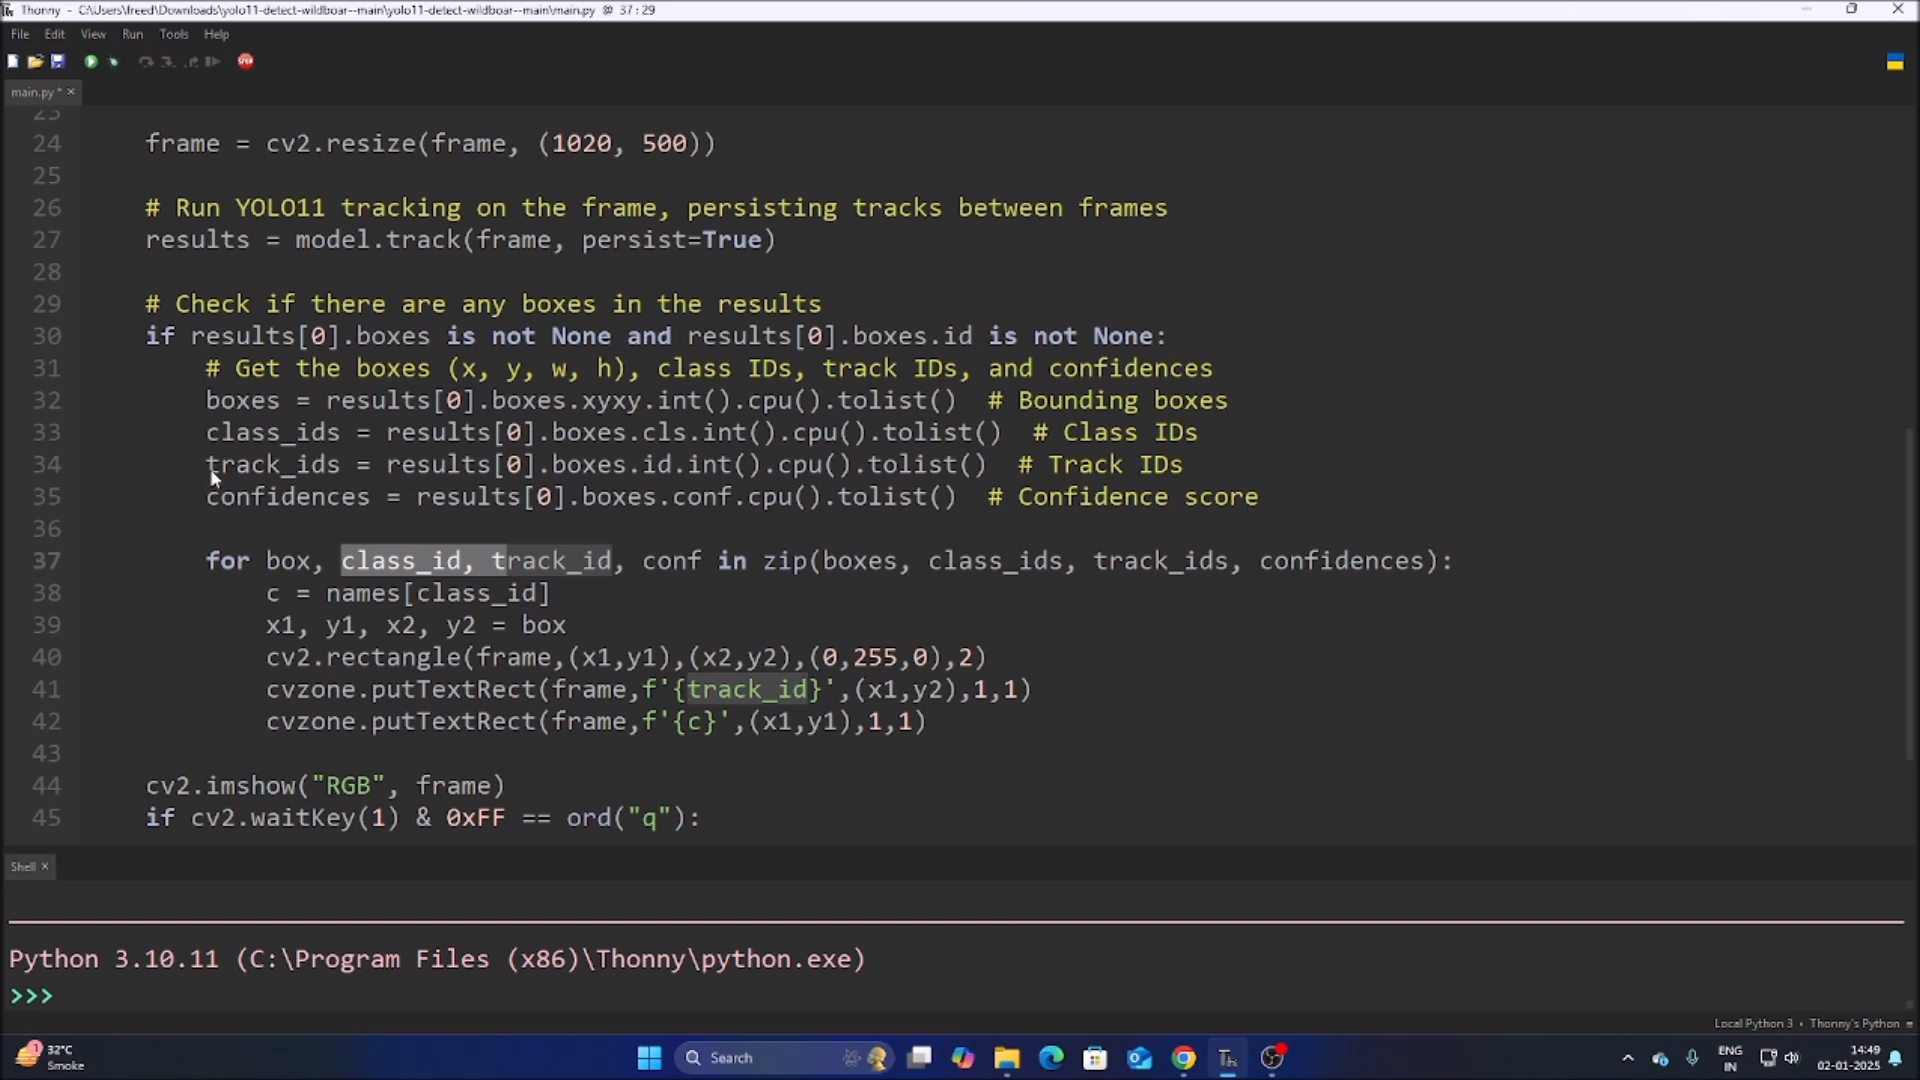 Thonny - C:\Users\freed\Downloads\yolo11-detect-wildboar--main\yolo11-detect-wildboar--main\main.py @ 37 : 29
File Edit View Run Tools Help
main.py * ×
23
24 frame = cv2.resize(frame, (1020, 500))
25
26 # Run YOLO11 tracking on the frame, persisting tracks between frames
27 results = model.track(frame, persist=True)
28
29 # Check if there are any boxes in the results
30 if results[0].boxes is not None and results[0].boxes.id is not None:
31 # Get the boxes (x, y, w, h), class IDs, track IDs, and confidences
32 boxes = results[0].boxes.xyxy.int().cpu().tolist()  # Bounding boxes
33 class_ids = results[0].boxes.cls.int().cpu().tolist()  # Class IDs
34 track_ids = results[0].boxes.id.int().cpu().tolist()  # Track IDs
35 confidences = results[0].boxes.conf.cpu().tolist()  # Confidence score
36
37 for box, class_id, track_id, conf in zip(boxes, class_ids, track_ids, confidences):
38 c = names[class_id]
39 x1, y1, x2, y2 = box
40 cv2.rectangle(frame,(x1,y1),(x2,y2),(0,255,0),2)
41 cvzone.putTextRect(frame,f'{track_id}',(x1,y2),1,1)
42 cvzone.putTextRect(frame,f'{c}',(x1,y1),1,1)
43
44 cv2.imshow("RGB", frame)
45 if cv2.waitKey(1) & 0xFF == ord("q"):
Shell ×
Python 3.10.11 (C:\Program Files (x86)\Thonny\python.exe)
>>>
Local Python 3 • Thonny's Python
1 32°C
Smoke
Search
ENG
IN
14:49
02-01-2025